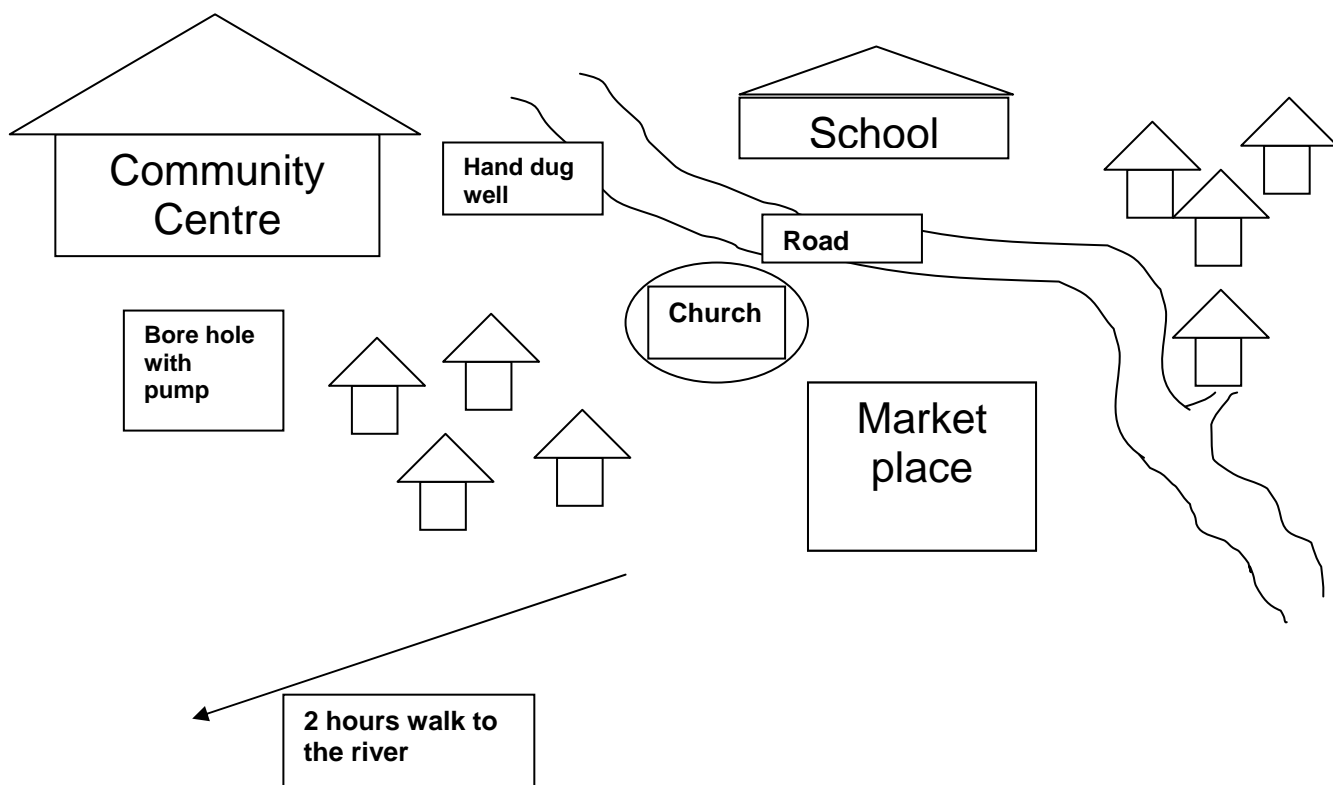 School
Community
Centre
Hand dug
well
Road
Church
Bore hole
with
pump
Market
place
2 hours walk to
the river